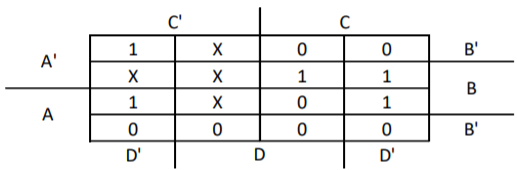 C' C
A' 1 X 0 0 B'
X X 1 1 B
A 1 X 0 1
0 0 0 0 B'
D' D D'